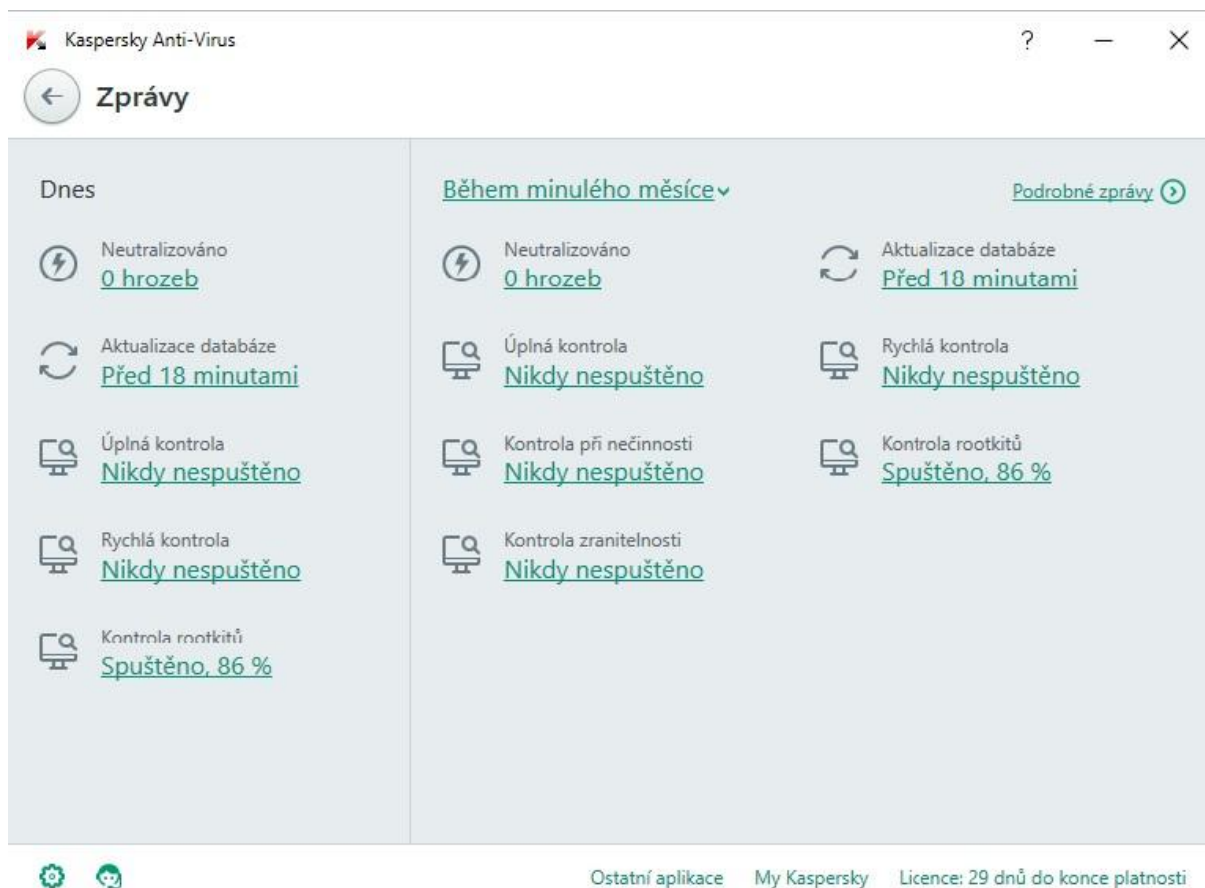 Kaspersky Anti-Virus
?
Zprávy
Dnes
Neutralizováno
0 hrozeb
Aktualizace databáze
Před 18 minutami
Úplná kontrola
Nikdy nespuštěno
Rychlá kontrola
Nikdy nespuštěno
Kontrola rootkitů
Spuštěno, 86 %
Během minulého měsíce
Podrobné zprávy
Neutralizováno
0 hrozeb
Aktualizace databáze
Před 18 minutami
Úplná kontrola
Nikdy nespuštěno
Rychlá kontrola
Nikdy nespuštěno
Kontrola při nečinnosti
Nikdy nespuštěno
Kontrola rootkitů
Spuštěno, 86 %
Kontrola zranitelnosti
Nikdy nespuštěno
Ostatní aplikace My Kaspersky Licence: 29 dnů do konce platnosti